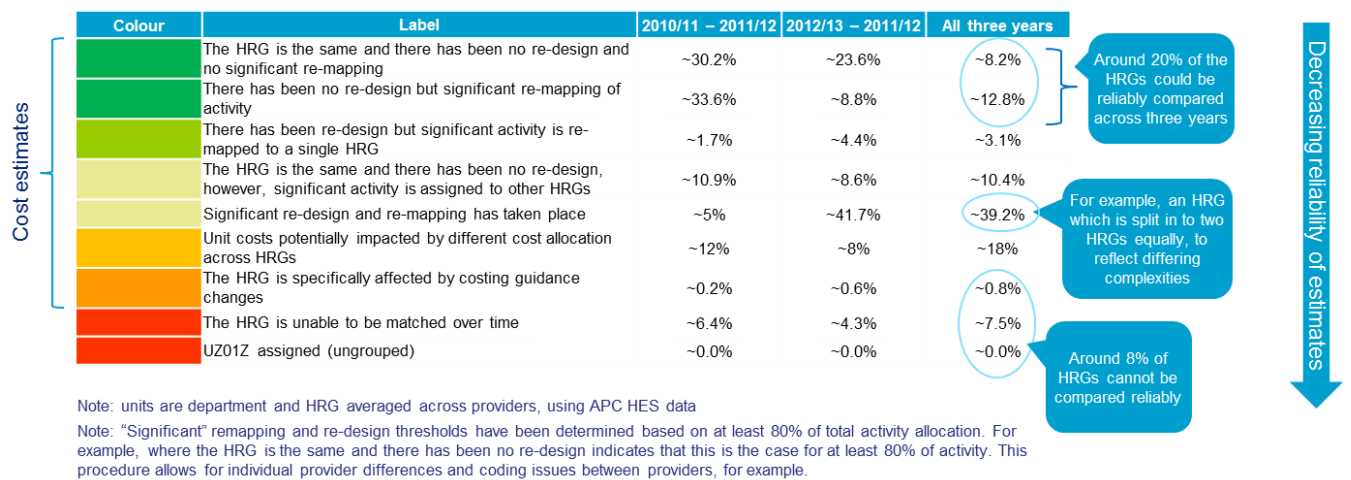 Colour Label 2010/11 – 2011/12 2012/13 – 2011/12 All three years
The HRG is the same and there has been no re-design and
no significant re-mapping
~30.2% ~23.6% ~8.2%
There has been no re-design but significant re-mapping of
activity
~33.6% ~8.8% ~12.8%
There has been re-design but significant activity is re-
mapped to a single HRG
~1.7% ~4.4% ~3.1%
The HRG is the same and there has been no re-design,
however, significant activity is assigned to other HRGs
~10.9% ~8.6% ~10.4%
Significant re-design and re-mapping has taken place ~5% ~41.7% ~39.2%
Unit costs potentially impacted by different cost allocation
across HRGs
~12% ~8% ~18%
The HRG is specifically affected by costing guidance
changes
~0.2% ~0.6% ~0.8%
The HRG is unable to be matched over time ~6.4% ~4.3% ~7.5%
UZ01Z assigned (ungrouped) ~0.0% ~0.0% ~0.0%
Cost estimates
Around 20% of the
HRGs could be
reliably compared
across three years
For example, an HRG
which is split in to two
HRGs equally, to
reflect differing
complexities
Around 8% of
HRGs cannot be
compared reliably
Decreasing reliability of estimates
Note: units are department and HRG averaged across providers, using APC HES data
Note: “Significant” remapping and re-design thresholds have been determined based on at least 80% of total activity allocation. For
example, where the HRG is the same and there has been no re-design indicates that this is the case for at least 80% of activity. This
procedure allows for individual provider differences and coding issues between providers, for example.